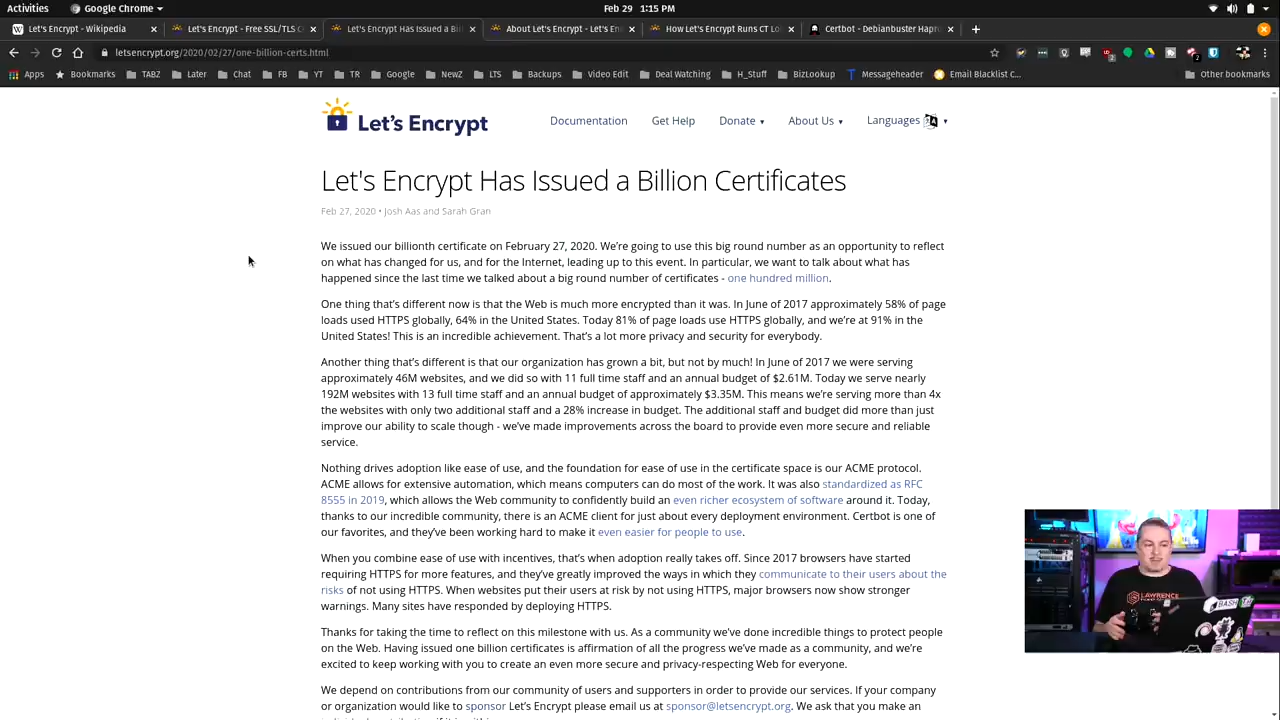 Activities
Google Chrome
Feb 29 1:15 PM
Let's Encrypt - Wikipedia
Let's Encrypt - Free SSL/TLS C
Let's Encrypt Has Issued a Bil
About Let's Encrypt - Let's En
How Let's Encrypt Runs CT Lo
Certbot - Debianbuster Hapro
letsencrypt.org/2020/02/27/one-billion-certs.html
Apps Bookmarks TABZ Later Chat FB YT TR Google NewZ LTS Backups Video Edit Deal Watching H_Stuff BizLookup Messageheader Email Blacklist C... Other bookmarks
Let's Encrypt
Documentation Get Help Donate ▾ About Us ▾ Languages ▾
Let's Encrypt Has Issued a Billion Certificates
Feb 27, 2020 • Josh Aas and Sarah Gran
We issued our billionth certificate on February 27, 2020. We're going to use this big round number as an opportunity to reflect
on what has changed for us, and for the Internet, leading up to this event. In particular, we want to talk about what has
happened since the last time we talked about a big round number of certificates - one hundred million.
One thing that's different now is that the Web is much more encrypted than it was. In June of 2017 approximately 58% of page
loads used HTTPS globally, 64% in the United States. Today 81% of page loads use HTTPS globally, and we're at 91% in the
United States! This is an incredible achievement. That's a lot more privacy and security for everybody.
Another thing that's different is that our organization has grown a bit, but not by much! In June of 2017 we were serving
approximately 46M websites, and we did so with 11 full time staff and an annual budget of $2.61M. Today we serve nearly
192M websites with 13 full time staff and an annual budget of approximately $3.35M. This means we're serving more than 4x
the websites with only two additional staff and a 28% increase in budget. The additional staff and budget did more than just
improve our ability to scale though - we've made improvements across the board to provide even more secure and reliable
service.
Nothing drives adoption like ease of use, and the foundation for ease of use in the certificate space is our ACME protocol.
ACME allows for extensive automation, which means computers can do most of the work. It was also standardized as RFC
8555 in 2019, which allows the Web community to confidently build an even richer ecosystem of software around it. Today,
thanks to our incredible community, there is an ACME client for just about every deployment environment. Certbot is one of
our favorites, and they've been working hard to make it even easier for people to use.
When you combine ease of use with incentives, that's when adoption really takes off. Since 2017 browsers have started
requiring HTTPS for more features, and they've greatly improved the ways in which they communicate to their users about the
risks of not using HTTPS. When websites put their users at risk by not using HTTPS, major browsers now show stronger
warnings. Many sites have responded by deploying HTTPS.
Thanks for taking the time to reflect on this milestone with us. As a community we've done incredible things to protect people
on the Web. Having issued one billion certificates is affirmation of all the progress we've made as a community, and we're
excited to keep working with you to create an even more secure and privacy-respecting Web for everyone.
We depend on contributions from our community of users and supporters in order to provide our services. If your company
or organization would like to sponsor Let's Encrypt please email us at sponsor@letsencrypt.org. We ask that you make an
LAWRENCE
BASH